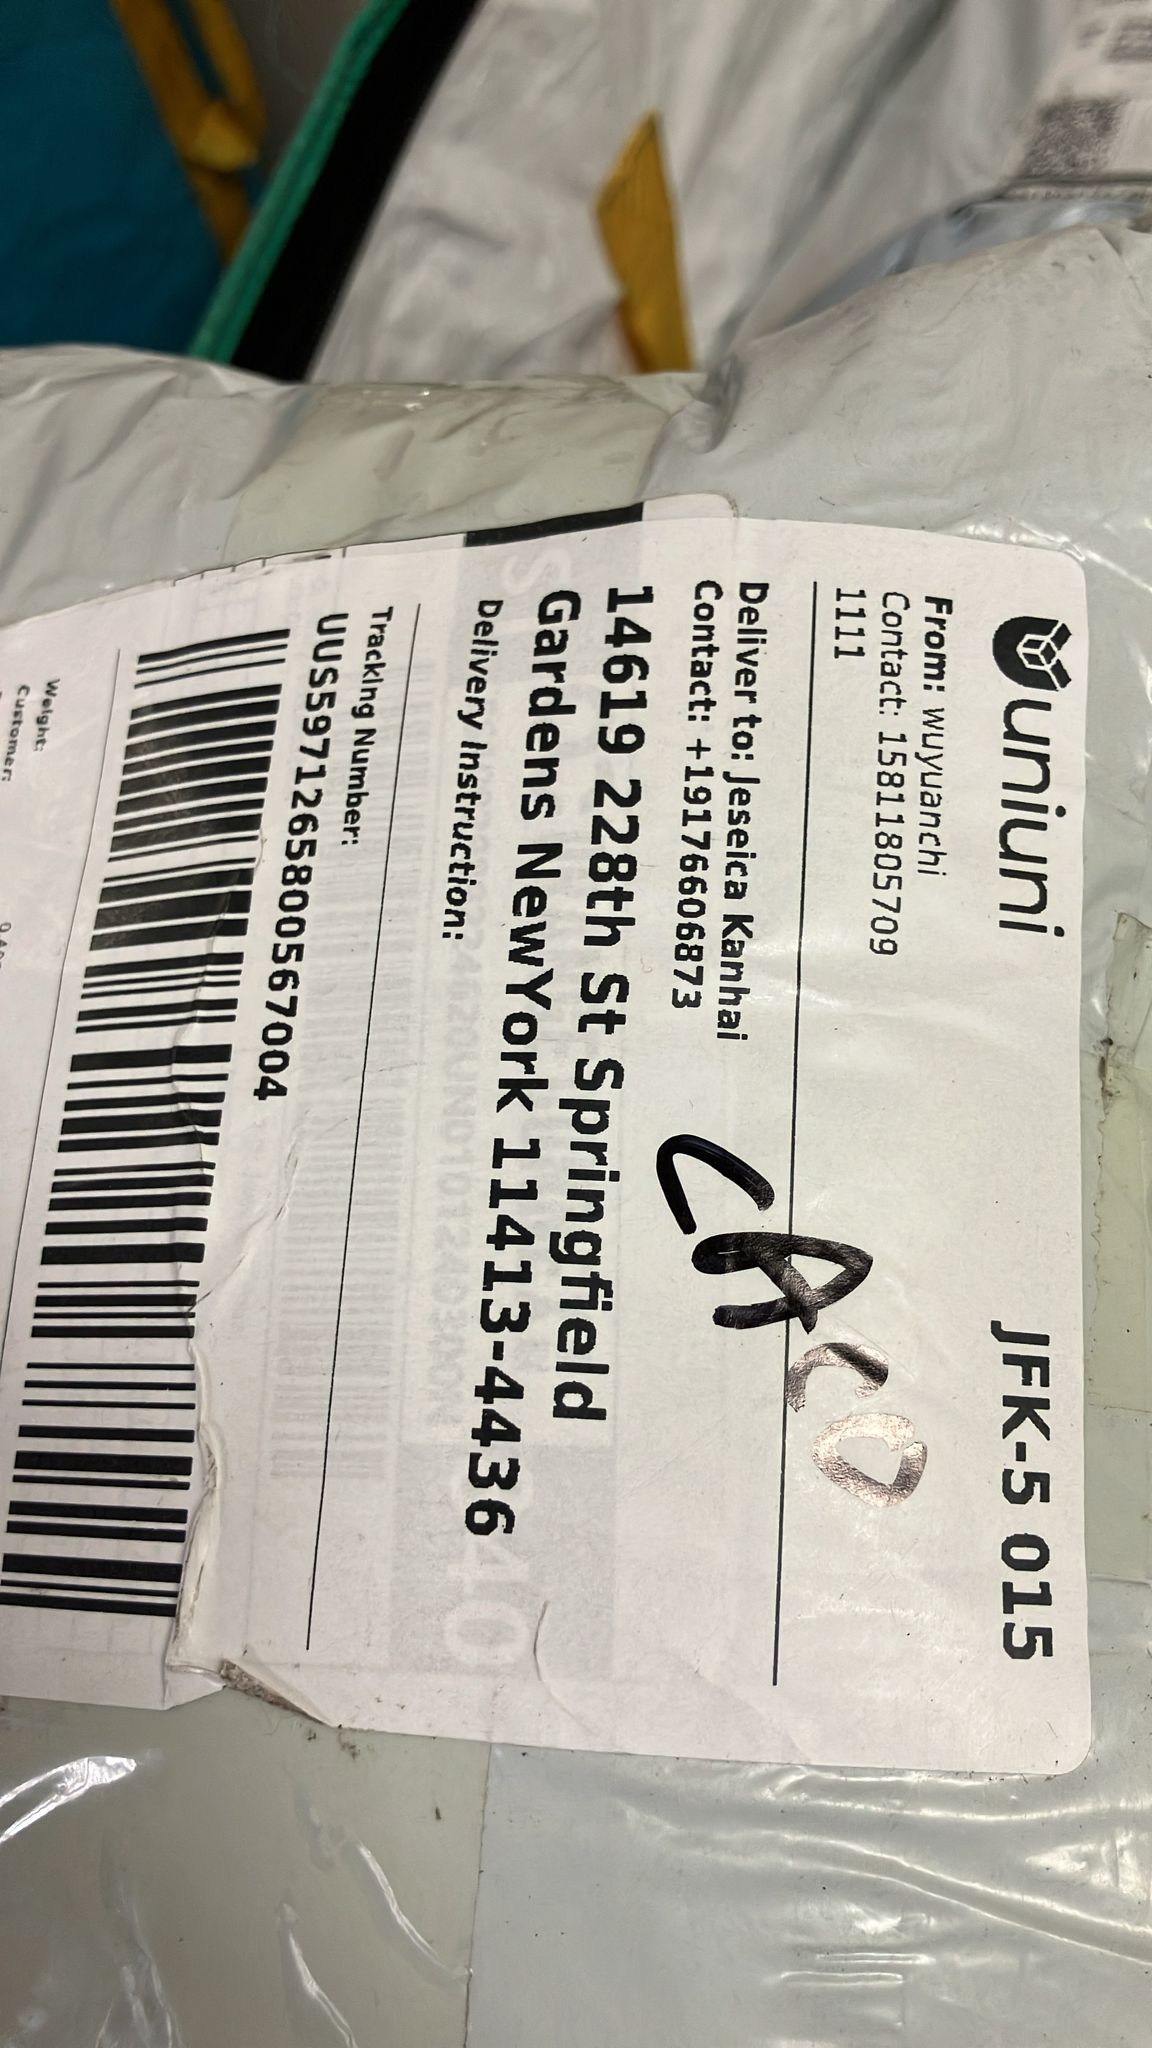 uniuni
JFK-5 015
From: wuyuanchi
Contact: 15811805709
1111
CACO
Deliver to: Jeseica Kanhai
Contact: +19176606873
14619 228th St Springfield
Gardens NewYork 11413-4436
Delivery Instruction:
Tracking Number:
UUS5971265800567004
Weight:
Customer: